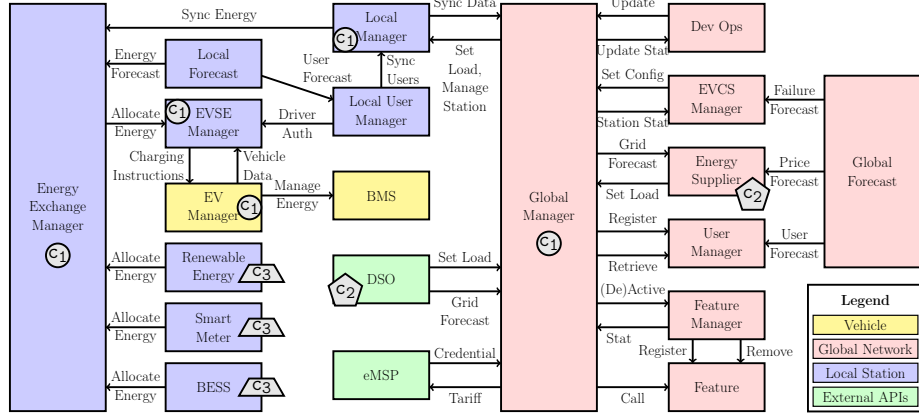 Sync Energy
Local
Manager
C1
Sync Data
Set
Load,
Manage
Station
Update
Update Stat
Dev Ops
Energy
Forecast
Local
Forecast
User
Forecast
Sync
Users
Set Config
Station Stat
EVCS
Manager
Failure
Forecast
Allocate
Energy
C1
EVSE
Manager
Driver
Auth
Local User
Manager
Charging
Instructions
Vehicle
Data
Grid
Forecast
Set Load
Energy
Supplier
C2
Price
Forecast
Global
Forecast
Energy
Exchange
Manager
C1
EV
Manager
C1
Manage
Energy
BMS
Global
Manager
C1
Register
Retrieve
User
Manager
User
Forecast
Allocate
Energy
Renewable
Energy
C3
DSO
C2
Set Load
Grid
Forecast
(De)Active
Stat
Feature
Manager
Register
Remove
Allocate
Energy
Smart
Meter
C3
Allocate
Energy
BESS
C3
eMSP
Credential
Tariff
Call
Feature
Legend
Vehicle
Global Network
Local Station
External APIs